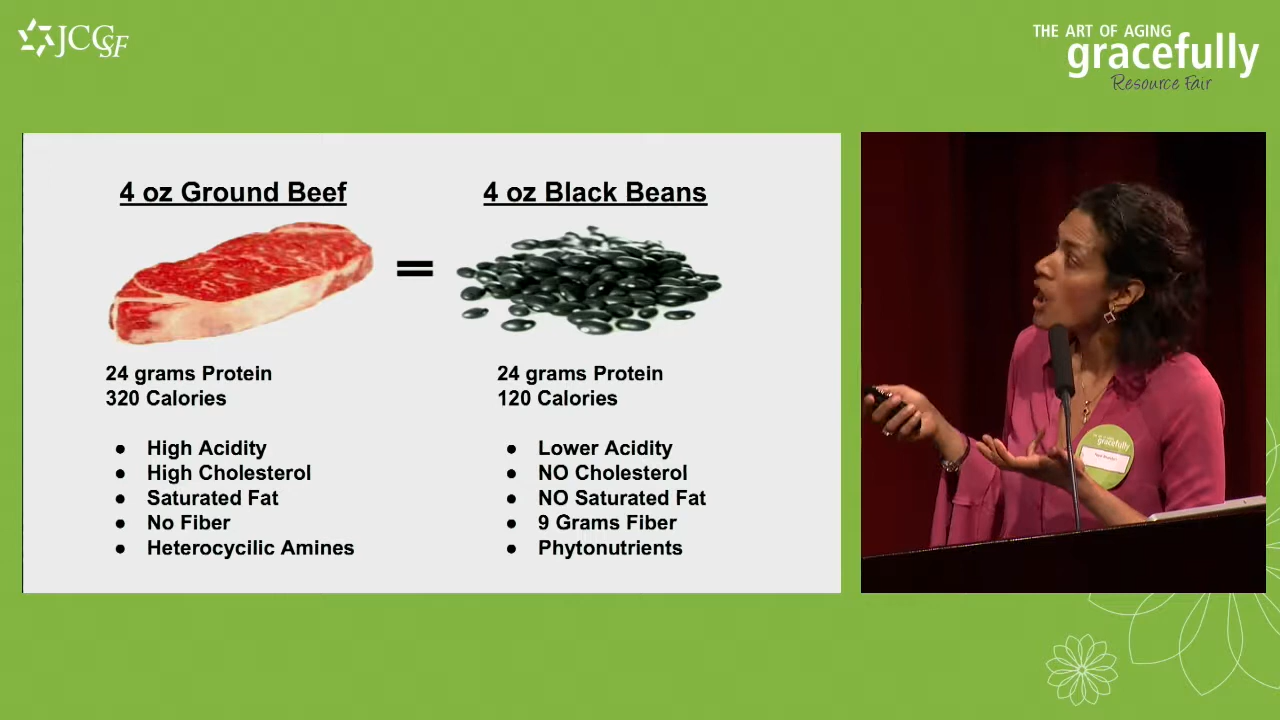 JCCSF
THE ART OF AGING
gracefully
Resource Fair
4 oz Ground Beef
4 oz Black Beans
=
24 grams Protein
320 Calories
● High Acidity
● High Cholesterol
● Saturated Fat
● No Fiber
● Heterocycilic Amines
24 grams Protein
120 Calories
● Lower Acidity
● NO Cholesterol
● NO Saturated Fat
● 9 Grams Fiber
● Phytonutrients
gracefully